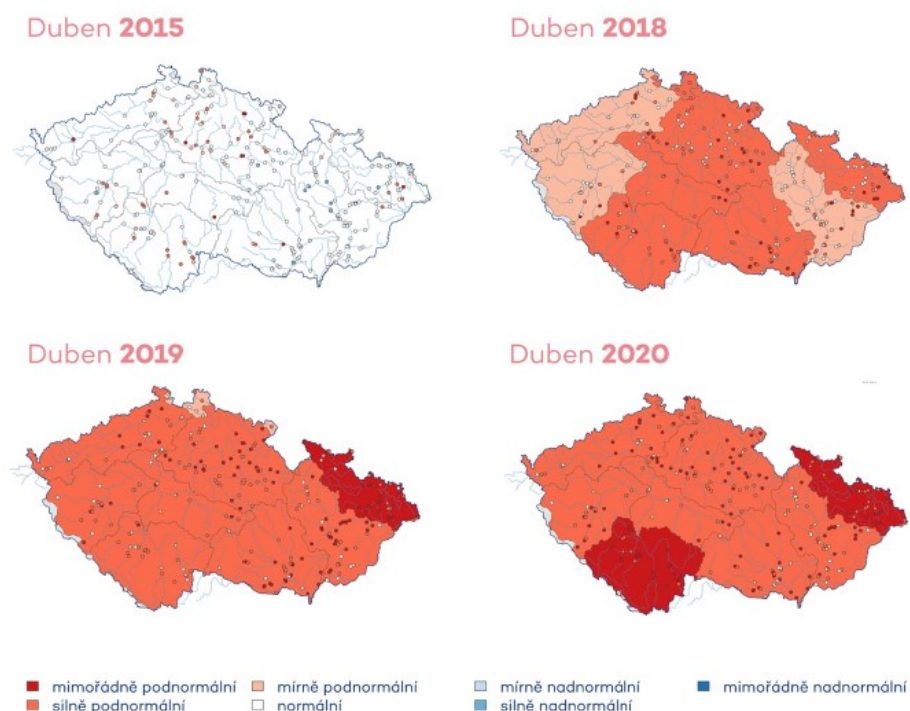 Duben 2015
Duben 2018
Duben 2019
Duben 2020
mimořádně podnormální
silně podnormální
mírně podnormální
normální
mírně nadnormální
silně nadnormální
mimořádně nadnormální